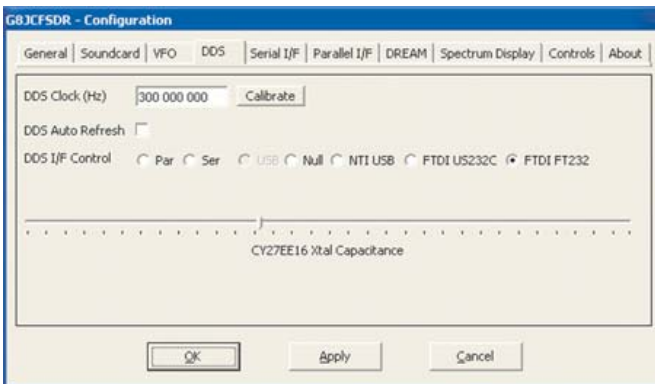 G8JCFSDR - Configuration
General Soundcard VFO DDS Serial I/F Parallel I/F DREAM Spectrum Display Controls About
DDS Clock (Hz) 300 000 000 Calibrate
DDS Auto Refresh
DDS I/F Control Par Ser USB Null NTI USB FTDI US232C FTDI FT232
CY27EE16 Xtal Capacitance
OK Apply Cancel